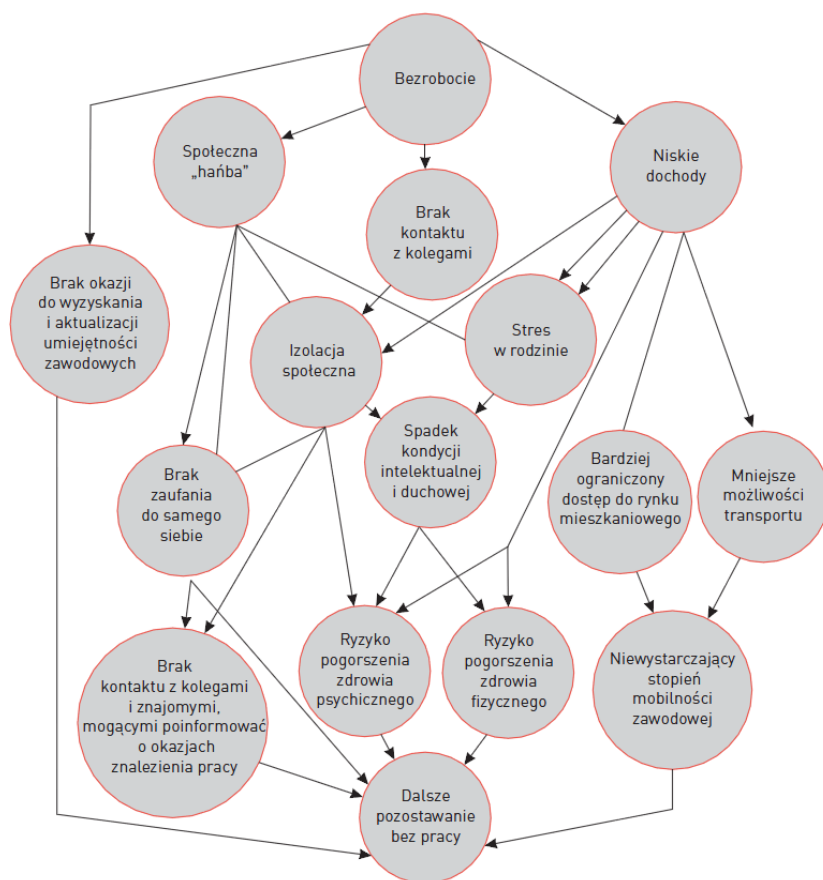 Bezrobocie
Społeczna
„hańba”
Niskie
dochody
Brak
kontaktu
z kolegami
Brak okazji
do wyzyskania
i aktualizacji
umiejętności
zawodowych
Izolacja
społeczna
Stres
w rodzinie
Spadek
kondycji
intelektualnej
i duchowej
Brak
zaufania
do samego
siebie
Bardziej
ograniczony
dostęp do rynku
mieszkaniowego
Mniejsze
możliwości
transportu
Brak
kontaktu z kolegami
i znajomymi,
mogącymi poinformować
o okazjach
znalezienia pracy
Ryzyko
pogorszenia
zdrowia
psychicznego
Ryzyko
pogorszenia
zdrowia
fizycznego
Niewystarczający
stopień
mobilności
zawodowej
Dalsze
pozostawanie
bez pracy